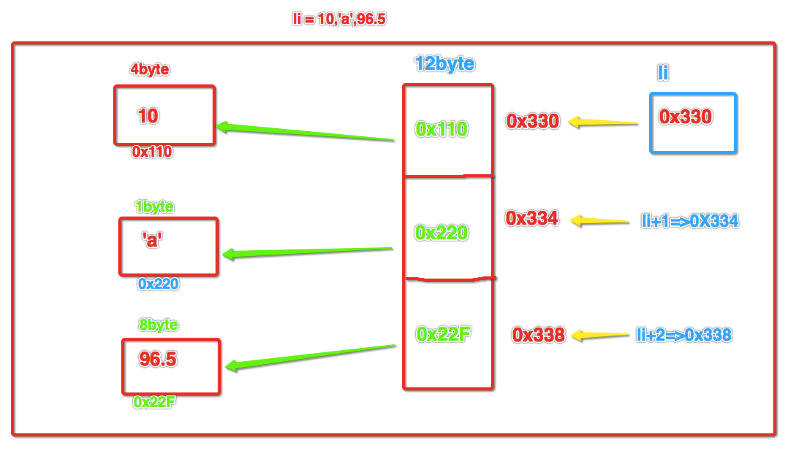 li = 10,'a',96.5
4byte
12byte
li
10
0x110
0x330
0x330
0x110
1byte
'a'
0x220
0x334
li+1=>0X334
0x220
8byte
96.5
0x22F
0x338
li+2=>0x338
0x22F